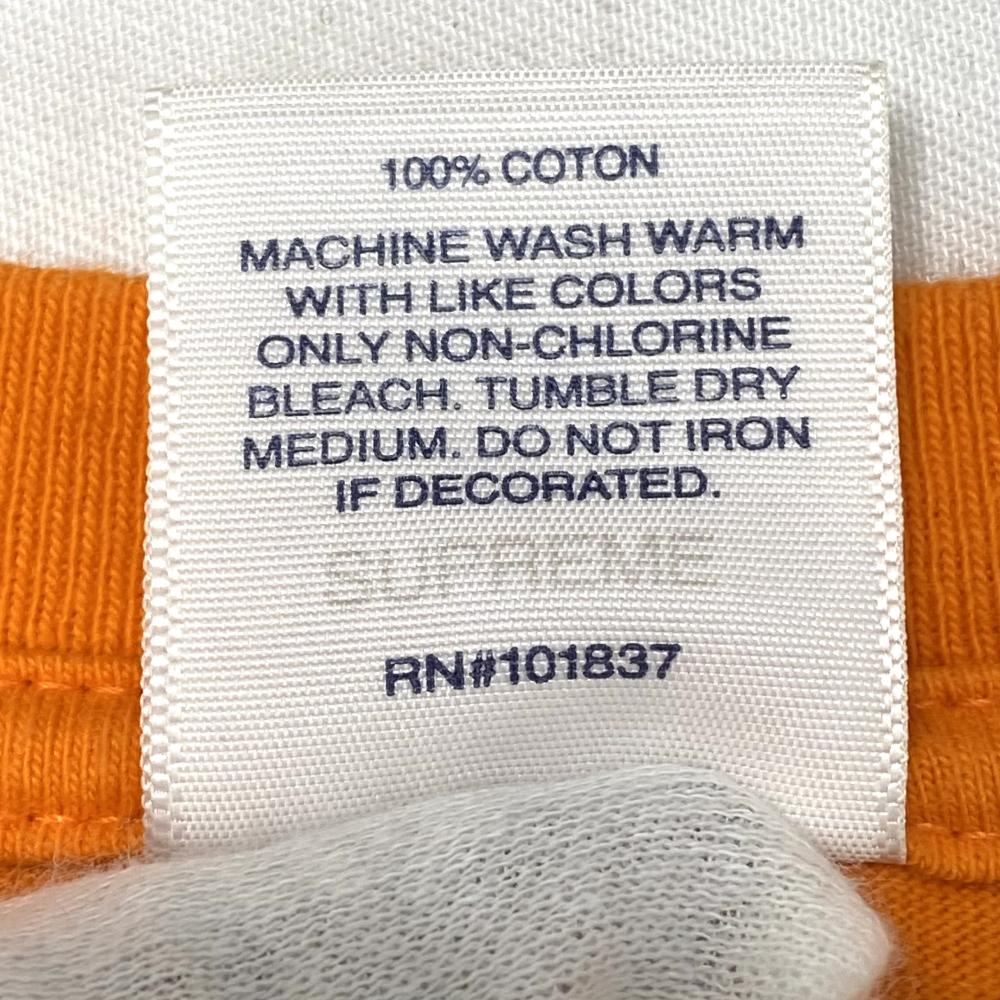 100% COTON
MACHINE WASH WARM
WITH LIKE COLORS
ONLY NON-CHLORINE
BLEACH. TUMBLE DRY
MEDIUM. DO NOT IRON
IF DECORATED.
SUPREME
RN#101837